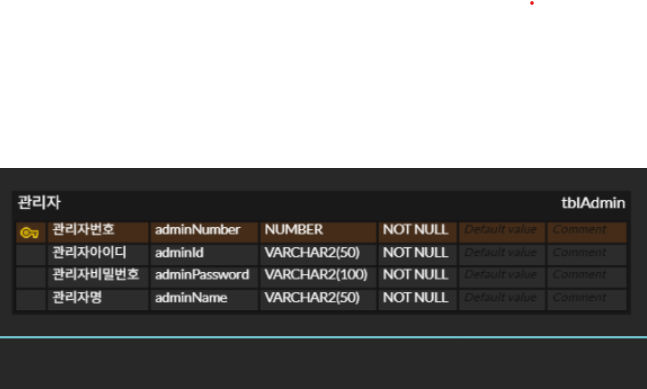 관리자 tblAdmin
관리자번호 adminNumber NUMBER NOT NULL Default value Comment
관리자아이디 adminId VARCHAR2(50) NOT NULL Default value Comment
관리자비밀번호 adminPassword VARCHAR2(100) NOT NULL Default value Comment
관리자명 adminName VARCHAR2(50) NOT NULL Default value Comment